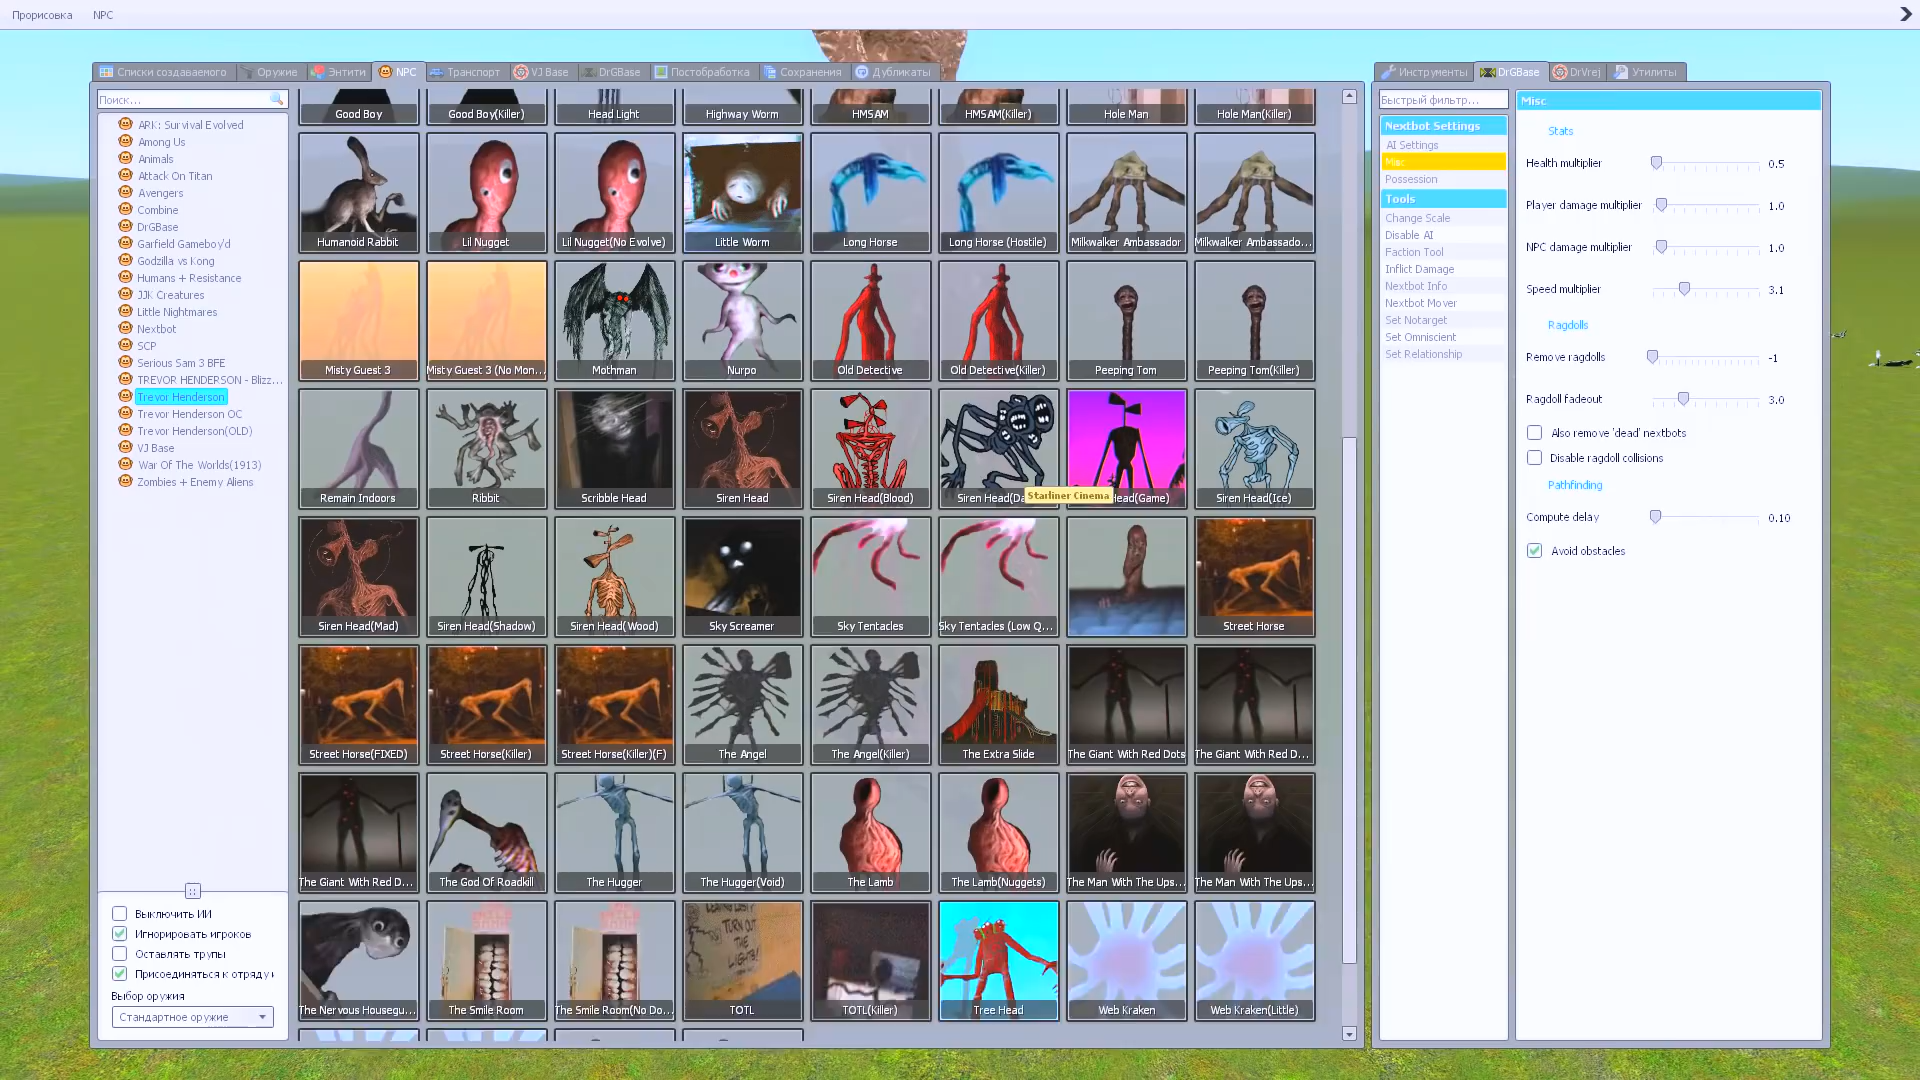 Прорисовка NPC
Списки создаваемого Оружие Энтити NPC Транспорт VJ Base DrGBase Постобработка Сохранения Дубликаты
Поиск...
ARK: Survival Evolved
Among Us
Animals
Attack On Titan
Avengers
Combine
DrGBase
Garfield Gameboy'd
Godzilla vs Kong
Humans + Resistance
JJK Creatures
Little Nightmares
Nextbot
SCP
Serious Sam 3 BFE
TREVOR HENDERSON - Blizz...
Trevor Henderson
Trevor Henderson OC
Trevor Henderson(OLD)
VJ Base
War Of The Worlds(1913)
Zombies + Enemy Aliens
Выключить ИИ
Игнорировать игроков
Оставлять трупы
Присоединяться к отряду
Выбор оружия
Стандартное оружие
Good Boy Good Boy(Killer) Head Light Highway Worm HMSAM HMSAM(Killer) Hole Man Hole Man(Killer)
Humanoid Rabbit Lil Nugget Lil Nugget(No Evolve) Little Worm Long Horse Long Horse (Hostile) Milkwalker Ambassador Milkwalker Ambassado...
Misty Guest 3 Misty Guest 3 (No Mon... Mothman Nurpo Old Detective Old Detective(Killer) Peeping Tom Peeping Tom(Killer)
Remain Indoors Ribbit Scribble Head Siren Head Siren Head(Blood) Siren Head(Da Head(Game) Siren Head(Ice)
Starliner Cinema
Siren Head(Mad) Siren Head(Shadow) Siren Head(Wood) Sky Screamer Sky Tentacles Sky Tentacles (Low Q... Street Horse
Street Horse(FIXED) Street Horse(Killer) Street Horse(Killer)(F) The Angel The Angel(Killer) The Extra Slide The Giant With Red Dots The Giant With Red D...
The Giant With Red D... The God Of Roadkill The Hugger The Hugger(Void) The Lamb The Lamb(Nuggets) The Man With The Ups... The Man With The Ups...
TURN OUT
THE
LIGHTS!
The Nervous Housegu... The Smile Room The Smile Room(No Do... TOTL TOTL(Killer) Tree Head Web Kraken Web Kraken(Little)
Инструменты DrGBase DrVrej Утилиты
Быстрый фильтр...
Nextbot Settings
AI Settings
Misc
Possession
Tools
Change Scale
Disable AI
Faction Tool
Inflict Damage
Nextbot Info
Nextbot Mover
Set Notarget
Set Omniscient
Set Relationship
Misc
Stats
Health multiplier 0.5
Player damage multiplier 1.0
NPC damage multiplier 1.0
Speed multiplier 3.1
Ragdolls
Remove ragdolls -1
Ragdoll fadeout 3.0
Also remove 'dead' nextbots
Disable ragdoll collisions
Pathfinding
Compute delay 0.10
Avoid obstacles